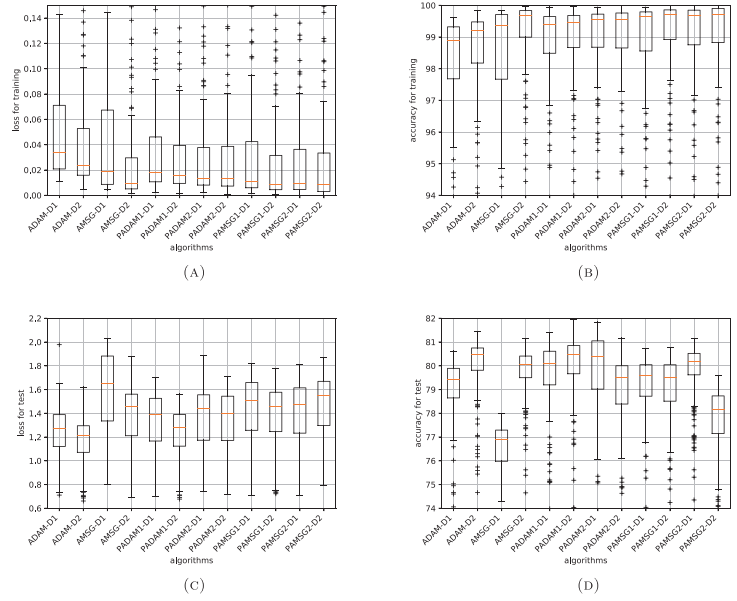 loss for training
0,14
0,12
0,10
0,08
0,06
0,04
0,02
0,00
ADAM-D1
ADAM-D2
AMSG-D1
AMSG-D2
PADAM1-D1
PADAM1-D2
PADAM2-D1
PADAM2-D2
PAMSG1-D1
PAMSG1-D2
PAMSG2-D1
PAMSG2-D2
algorithms
(A)
accuracy for training
100
99
98
97
96
95
94
ADAM-D1
ADAM-D2
AMSG-D1
AMSG-D2
PADAM1-D1
PADAM1-D2
PADAM2-D1
PADAM2-D2
PAMSG1-D1
PAMSG1-D2
PAMSG2-D1
PAMSG2-D2
algorithms
(B)
loss for test
2,2
2,0
1,8
1,6
1,4
1,2
1,0
0,8
0,6
ADAM-D1
ADAM-D2
AMSG-D1
AMSG-D2
PADAM1-D1
PADAM1-D2
PADAM2-D1
PADAM2-D2
PAMSG1-D1
PAMSG1-D2
PAMSG2-D1
PAMSG2-D2
algorithms
(C)
accuracy for test
82
81
80
79
78
77
76
75
74
ADAM-D1
ADAM-D2
AMSG-D1
AMSG-D2
PADAM1-D1
PADAM1-D2
PADAM2-D1
PADAM2-D2
PAMSG1-D1
PAMSG1-D2
PAMSG2-D1
PAMSG2-D2
algorithms
(D)